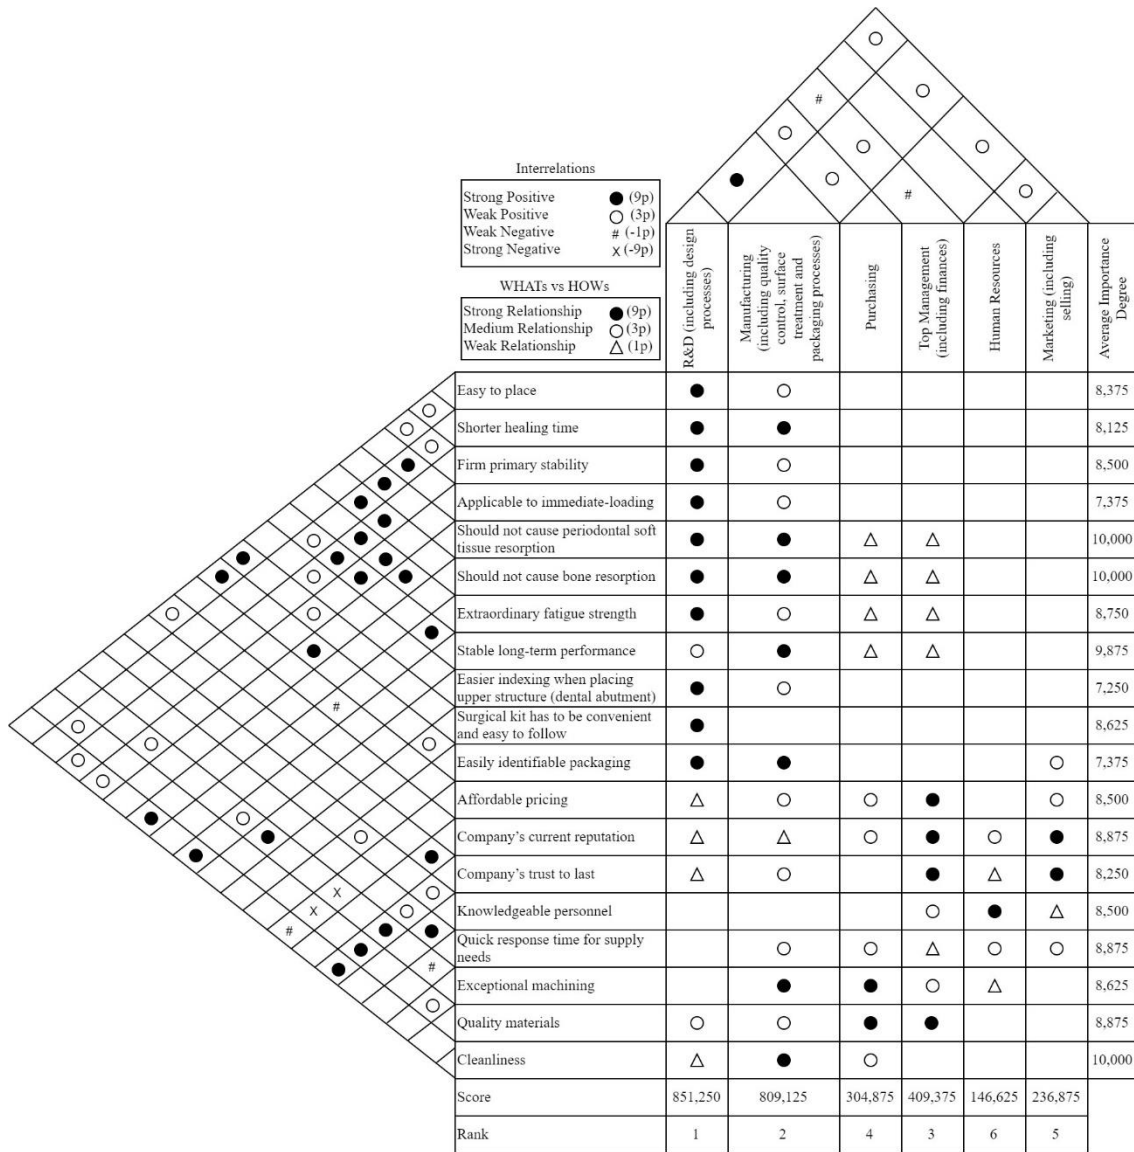 Interrelations
Strong Positive ● (9p)
Weak Positive ○ (3p)
Weak Negative # (-1p)
Strong Negative x (-9p)
WHATs vs HOWs
Strong Relationship ● (9p)
Medium Relationship ○ (3p)
Weak Relationship △ (1p)
R&D (including design
processes)
Manufacturing
(including quality
control, surface
treatment and
packaging processes)
Purchasing
Top Management
(including finances)
Human Resources
Marketing (including
selling)
Average Importance
Degree
Easy to place ● ○ 8,375
Shorter healing time ● ● 8,125
Firm primary stability ● ○ 8,500
Applicable to immediate-loading ● ○ 7,375
Should not cause periodontal soft
tissue resorption ● ● △ △ 10,000
Should not cause bone resorption ● ● △ △ 10,000
Extraordinary fatigue strength ● ○ △ △ 8,750
Stable long-term performance ○ ● △ △ 9,875
Easier indexing when placing
upper structure (dental abutment) ● ○ 7,250
Surgical kit has to be convenient
and easy to follow ● 8,625
Easily identifiable packaging ● ● ○ 7,375
Affordable pricing △ ○ ○ ● ○ 8,500
Company's current reputation △ △ ○ ● ○ ● 8,875
Company's trust to last △ ○ ● △ ● 8,250
Knowledgeable personnel ○ ● △ 8,500
Quick response time for supply
needs ○ ○ △ ○ ○ 8,875
Exceptional machining ● ● ○ △ 8,625
Quality materials ○ ○ ● ● 8,875
Cleanliness △ ● ○ 10,000
Score 851,250 809,125 304,875 409,375 146,625 236,875
Rank 1 2 4 3 6 5